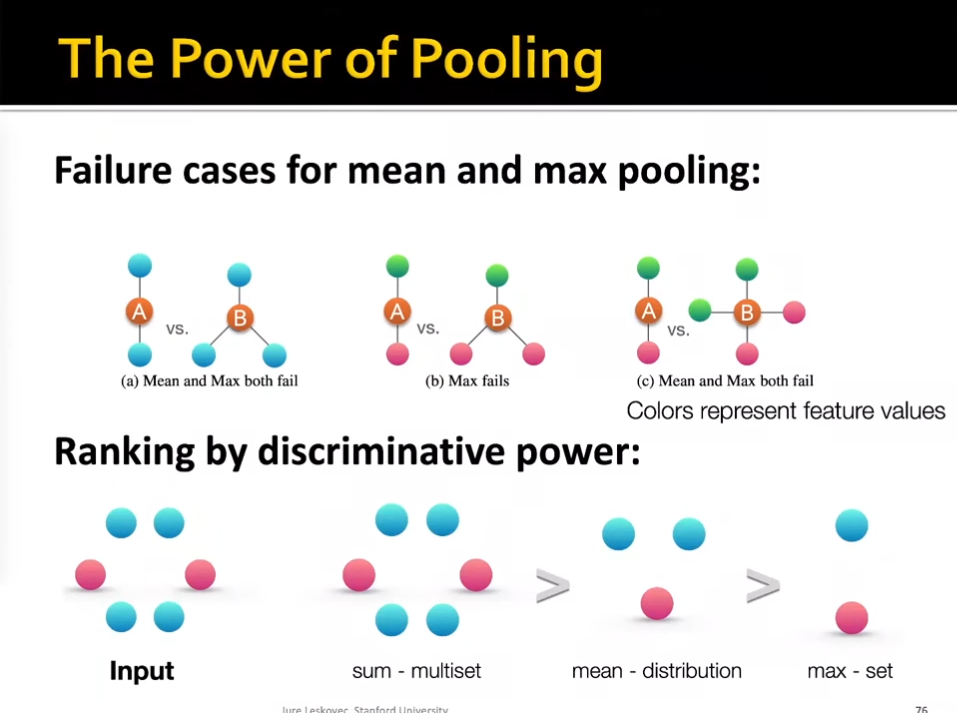 The Power of Pooling
Failure cases for mean and max pooling:
A vs. B
A vs. B
A vs. B
(a) Mean and Max both fail
(b) Max fails
(c) Mean and Max both fail
Colors represent feature values
Ranking by discriminative power:
> >
Input
sum - multiset
mean - distribution
max - set
Jure Leskovec, Stanford University
76